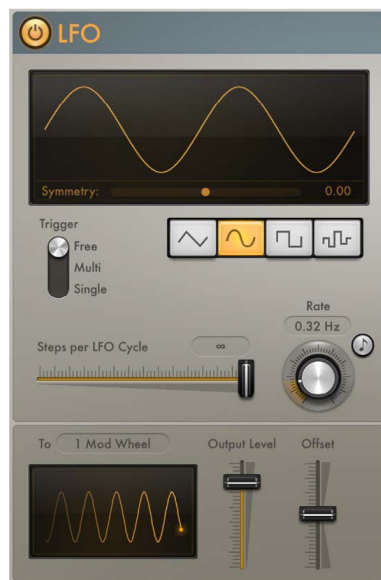 LFO
Symmetry: 0.00
Trigger
Free
Multi
Single
Rate
0.32 Hz
Steps per LFO Cycle ∞
To 1 Mod Wheel Output Level Offset